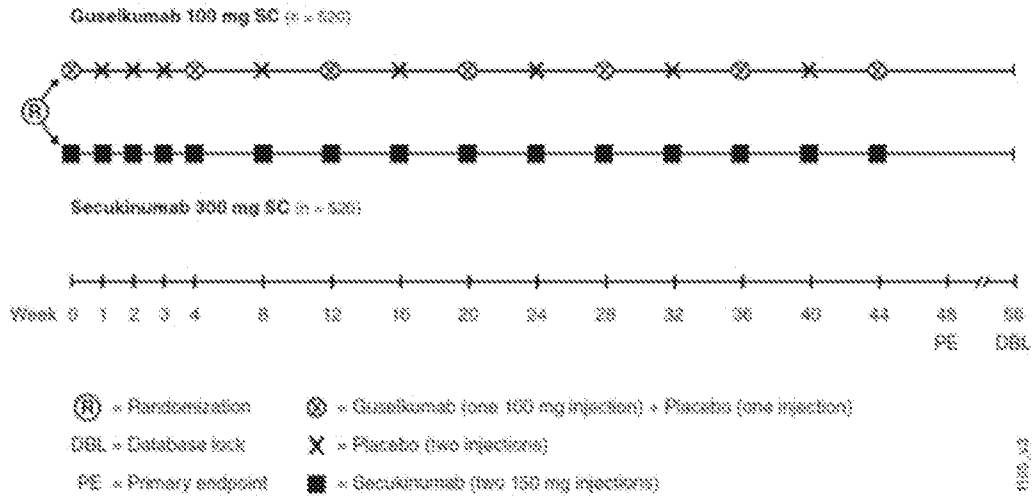 Guselkumab 100 mg SC (n = 520)
R
Secukinumab 300 mg SC (n = 520)
Week 0 1 2 3 4 8 12 16 20 24 28 32 36 40 44 48 56
PE DBL
R = Randomization = Guselkumab (one 100 mg injection) + Placebo (one injection)
DBL = Database lock = Placebo (two injections)
PE = Primary endpoint = Secukinumab (two 150 mg injections)